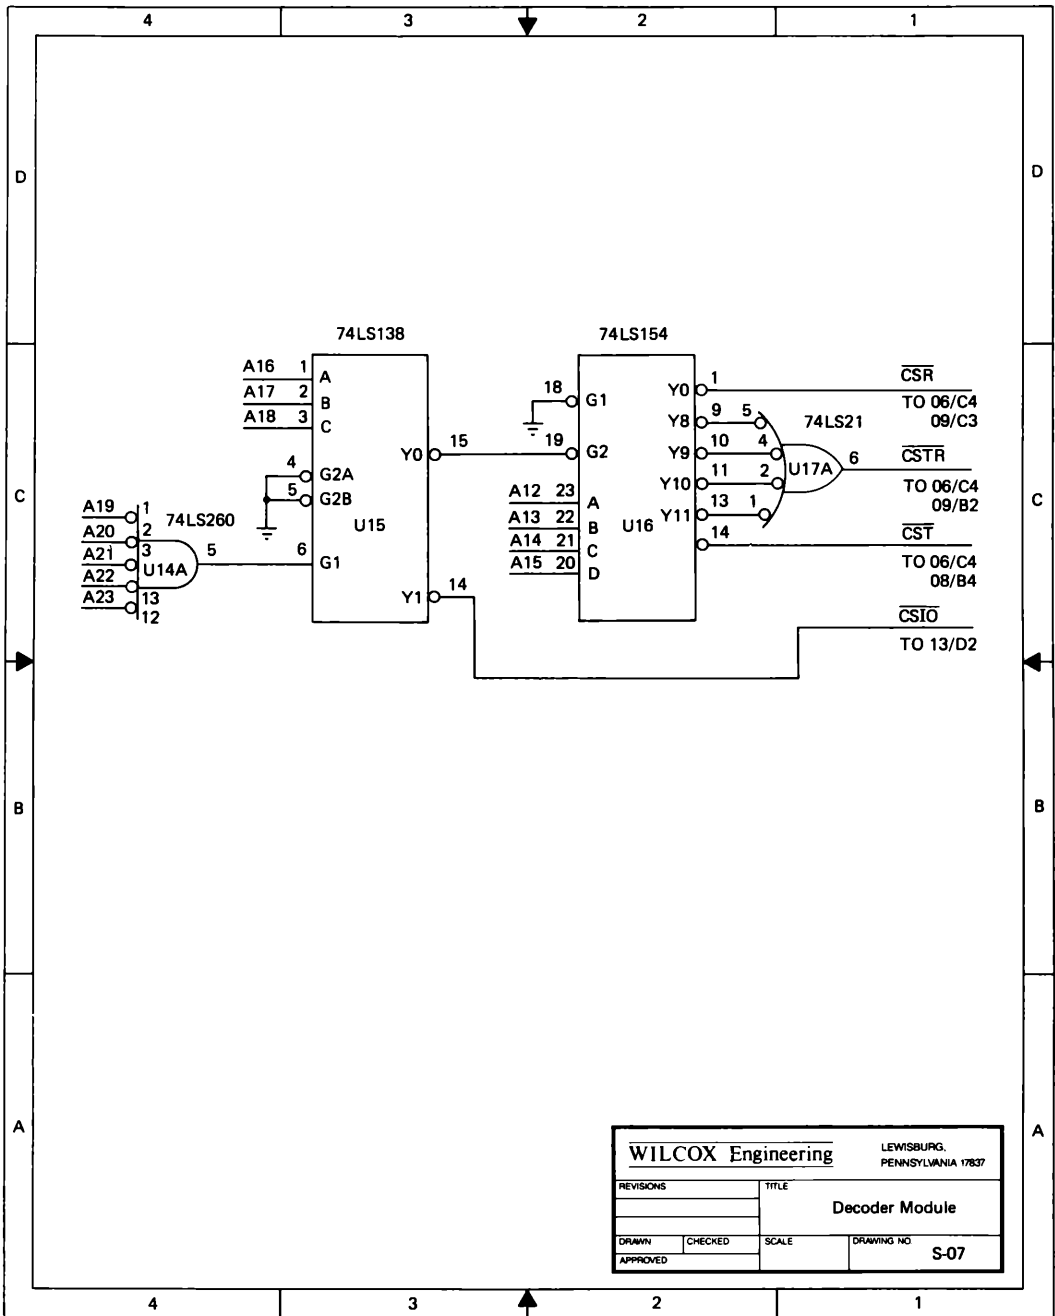 4 3 2 1
D D
74LS138 74LS154
A16 1 A
A17 2 B
A18 3 C
4 G2A
5 G2B
Y0 15
U15
A19 1
A20 2
A21 3
A22 13
A23 12
74LS260
U14A
5
6 G1
Y1 14
18 G1
19 G2
A12 23 A
A13 22 B
A14 21 C
A15 20 D
U16
Y0 1
Y8 9 5
Y9 10 4
Y10 11 2
Y11 13 1
14
74LS21
U17A
6
CSR
TO 06/C4
09/C3
CSTR
TO 06/C4
09/B2
CST
TO 06/C4
08/B4
CSIO
TO 13/D2
C C
B B
A A
WILCOX Engineering
LEWISBURG,
PENNSYLVANIA 17837
REVISIONS
TITLE
Decoder Module
DRAWN
CHECKED
SCALE
DRAWING NO.
S-07
APPROVED
4 3 2 1